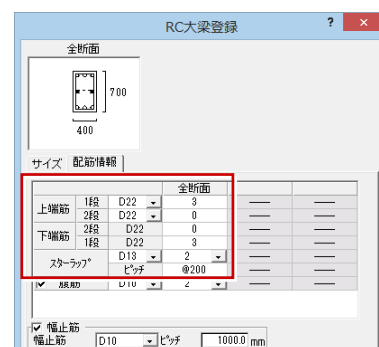 RC大梁登録 ? ×
全断面
700
400
サイズ 配筋情報
全断面
上端筋 1段 D22 3
2段 D22 0
下端筋 2段 D22 0
1段 D22 3
スターラップ D13 2
ピッチ @200
腹筋 D10 2
幅止筋
幅止筋 D10 ピッチ 1000.0 mm